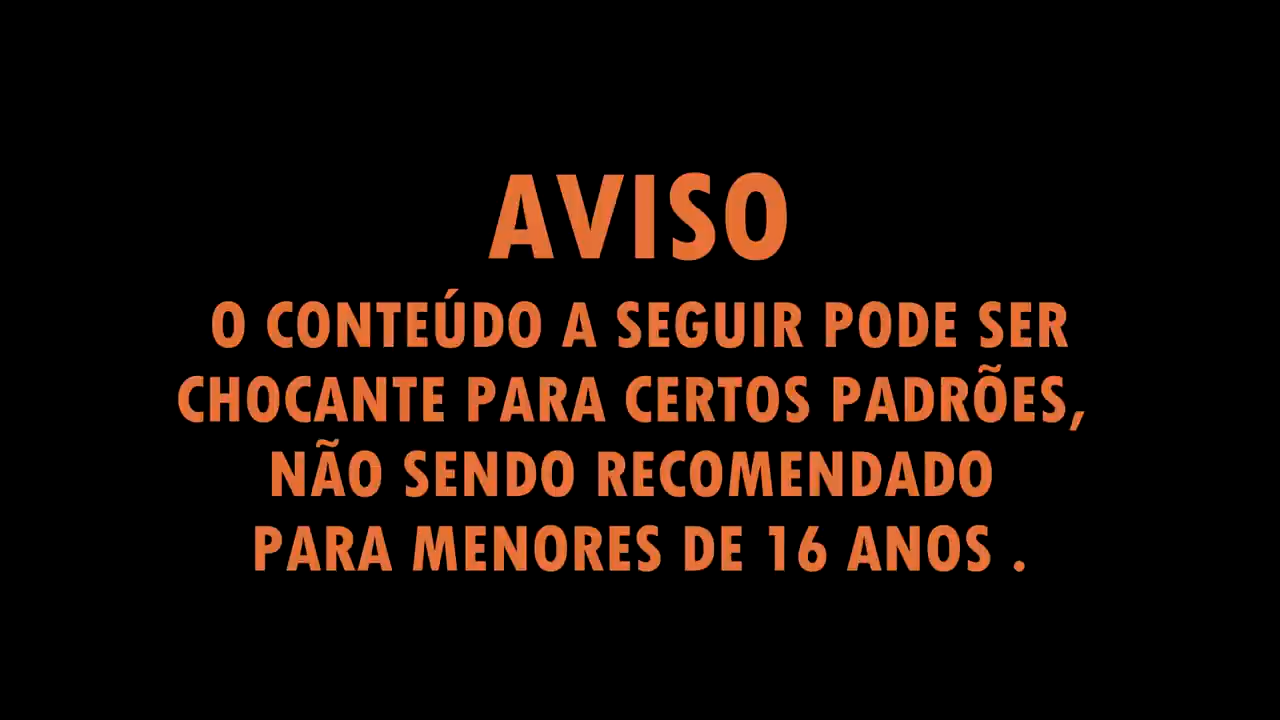 AVISO
O CONTEÚDO A SEGUIR PODE SER
CHOCANTE PARA CERTOS PADRÕES,
NÃO SENDO RECOMENDADO
PARA MENORES DE 16 ANOS .